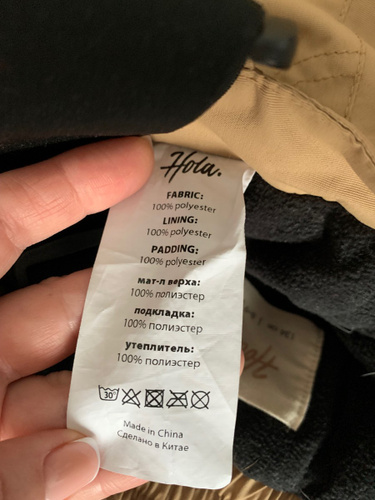 Hola.
FABRIC:
100% polyester
LINING:
100% polyester
PADDING:
100% polyester
мат-л верха:
100% полиэстер
подкладка:
100% полиэстер
утеплитель:
100% полиэстер
30°
Made in China
Сделано в Китае